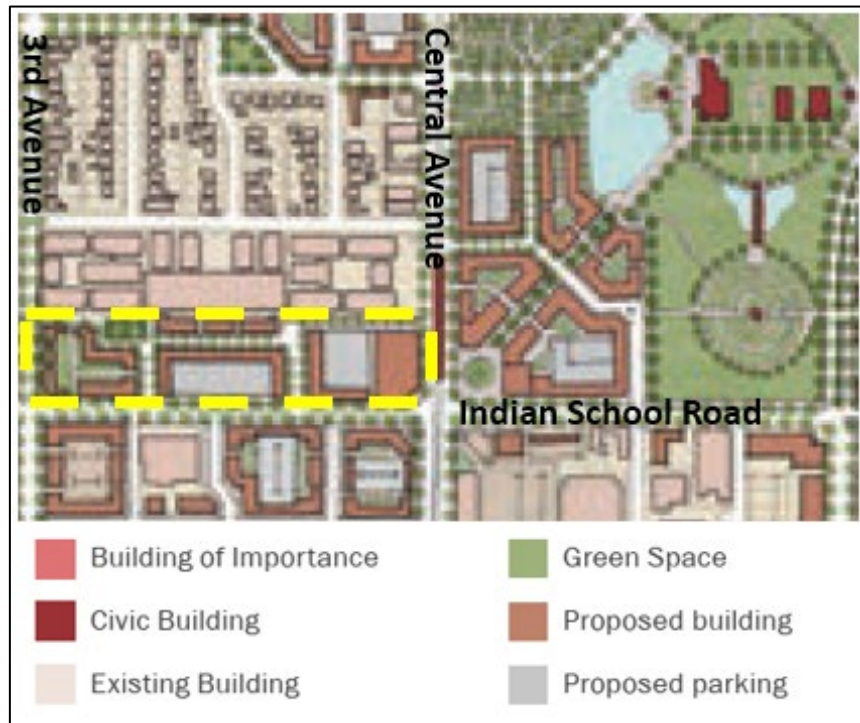 3rd Avenue
Central Avenue
Indian School Road
Building of Importance
Green Space
Civic Building
Proposed building
Existing Building
Proposed parking